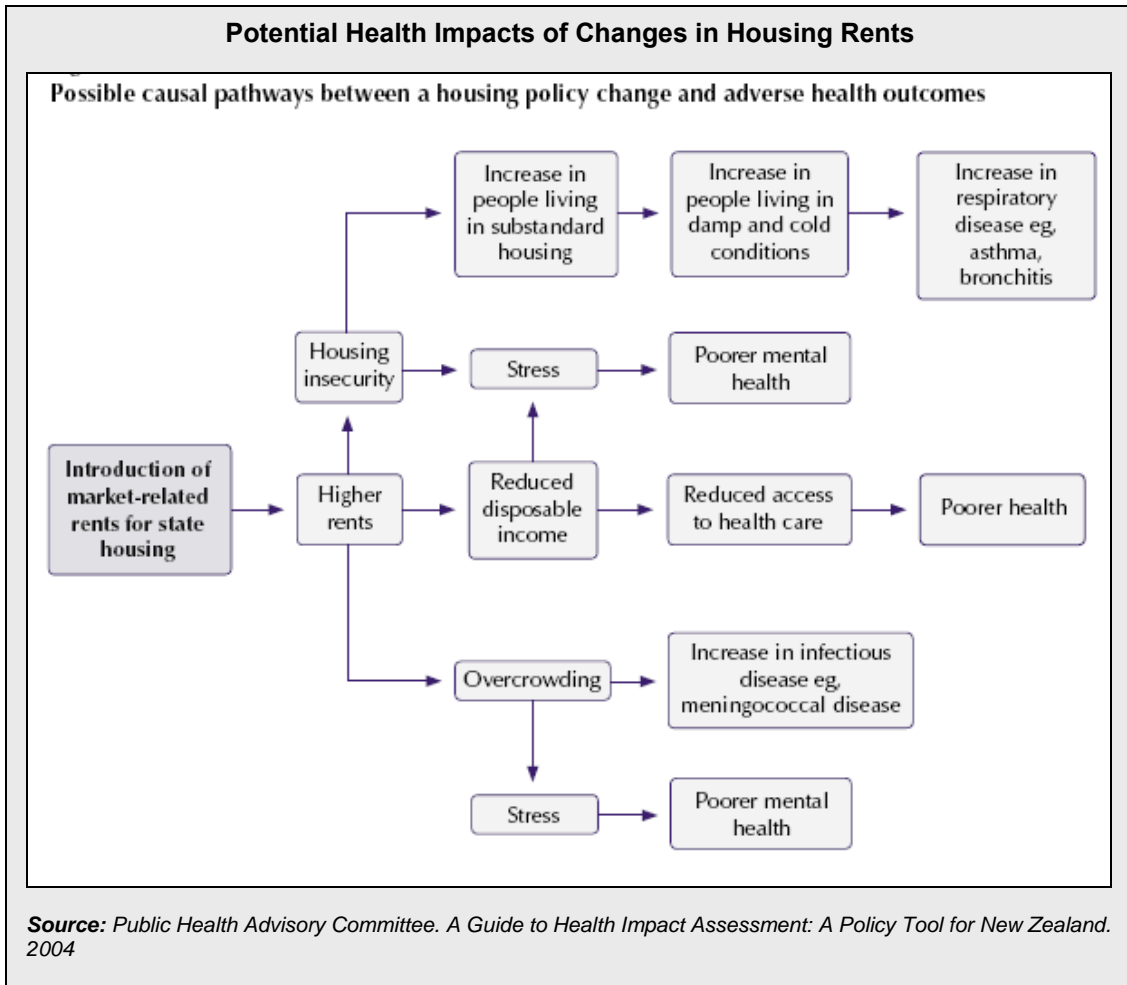 Potential Health Impacts of Changes in Housing Rents
Possible causal pathways between a housing policy change and adverse health outcomes
Increase in
people living
in substandard
housing
Increase in
people living in
damp and cold
conditions
Increase in
respiratory
disease eg,
asthma,
bronchitis
Housing
insecurity
Stress
Poorer mental
health
Introduction of
market-related
rents for state
housing
Higher
rents
Reduced
disposable
income
Reduced access
to health care
Poorer health
Overcrowding
Increase in infectious
disease eg,
meningococcal disease
Stress
Poorer mental
health
Source: Public Health Advisory Committee. A Guide to Health Impact Assessment: A Policy Tool for New Zealand.
2004